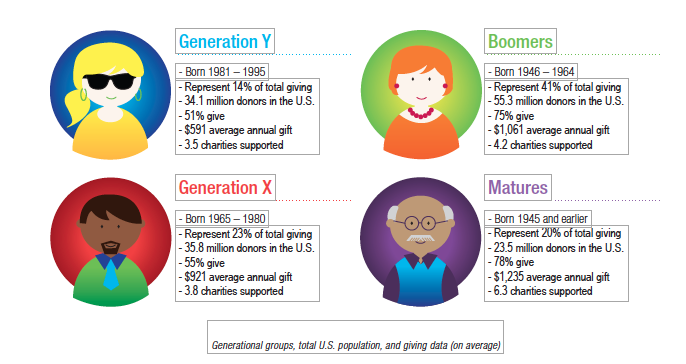 Generation Y
- Born 1981 – 1995
- Represent 14% of total giving
- 34.1 million donors in the U.S.
- 51% give
- $591 average annual gift
- 3.5 charities supported
Boomers
- Born 1946 – 1964
- Represent 41% of total giving
- 55.3 million donors in the U.S.
- 75% give
- $1,061 average annual gift
- 4.2 charities supported
Generation X
- Born 1965 – 1980
- Represent 23% of total giving
- 35.8 million donors in the U.S.
- 55% give
- $921 average annual gift
- 3.8 charities supported
Matures
- Born 1945 and earlier
- Represent 20% of total giving
- 23.5 million donors in the U.S.
- 78% give
- $1,235 average annual gift
- 6.3 charities supported
Generational groups, total U.S. population, and giving data (on average)